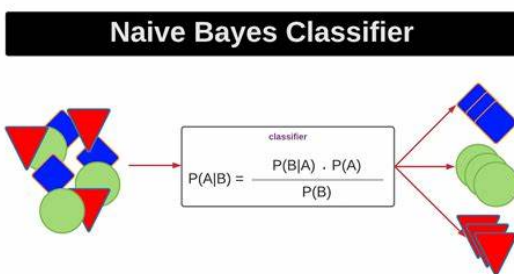 Naive Bayes Classifier
classifier
P(A|B) = P(B|A) . P(A)
P(B)